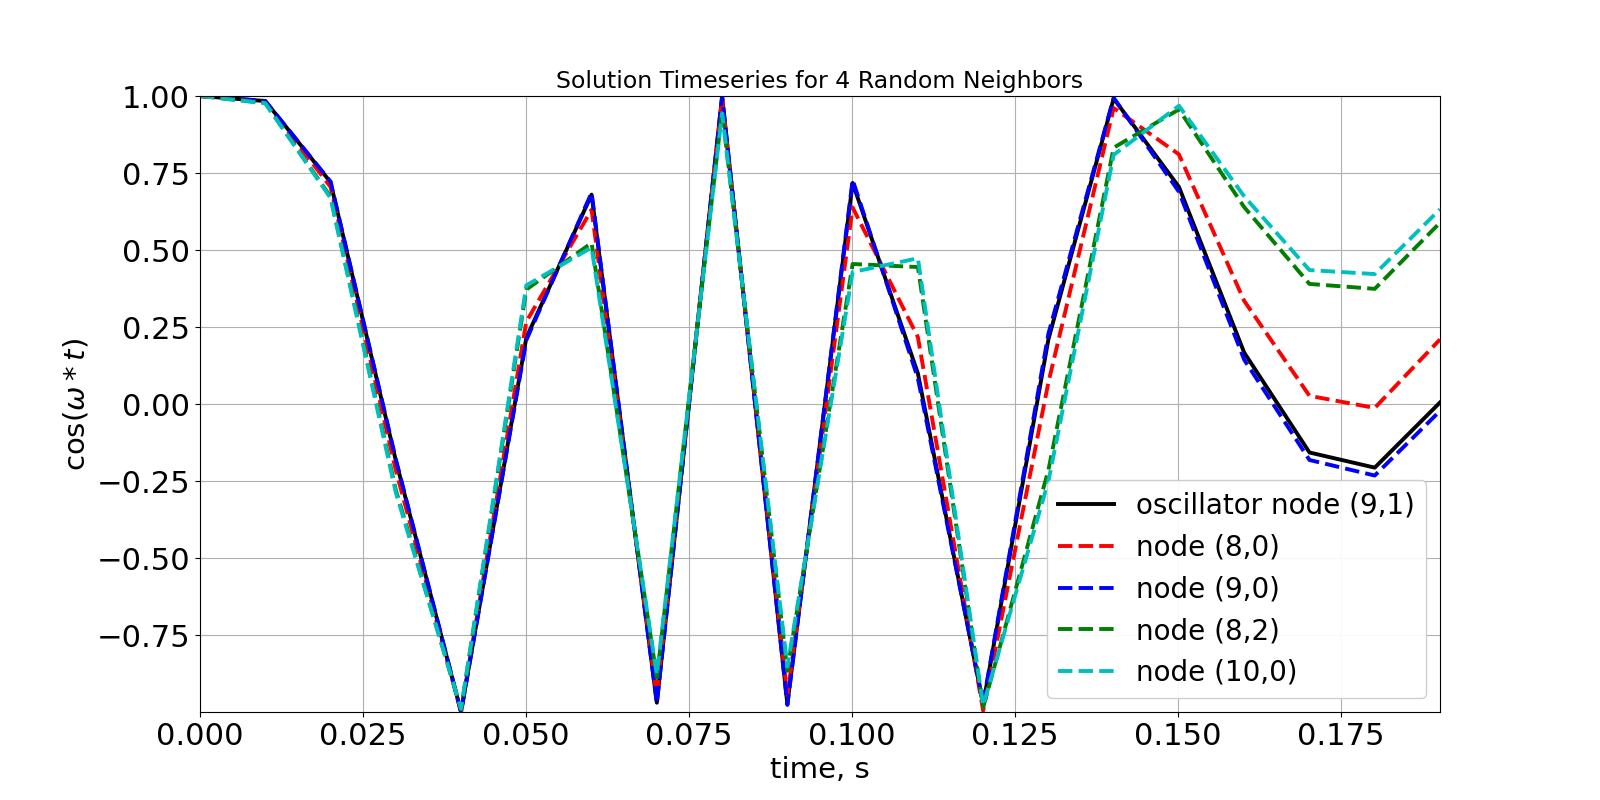 Solution Timeseries for 4 Random Neighbors
1.00
0.75
0.50
0.25
0.00
−0.25
−0.50
−0.75
cos(ω * t)
oscillator node (9,1)
node (8,0)
node (9,0)
node (8,2)
node (10,0)
0.000 0.025 0.050 0.075 0.100 0.125 0.150 0.175
time, s